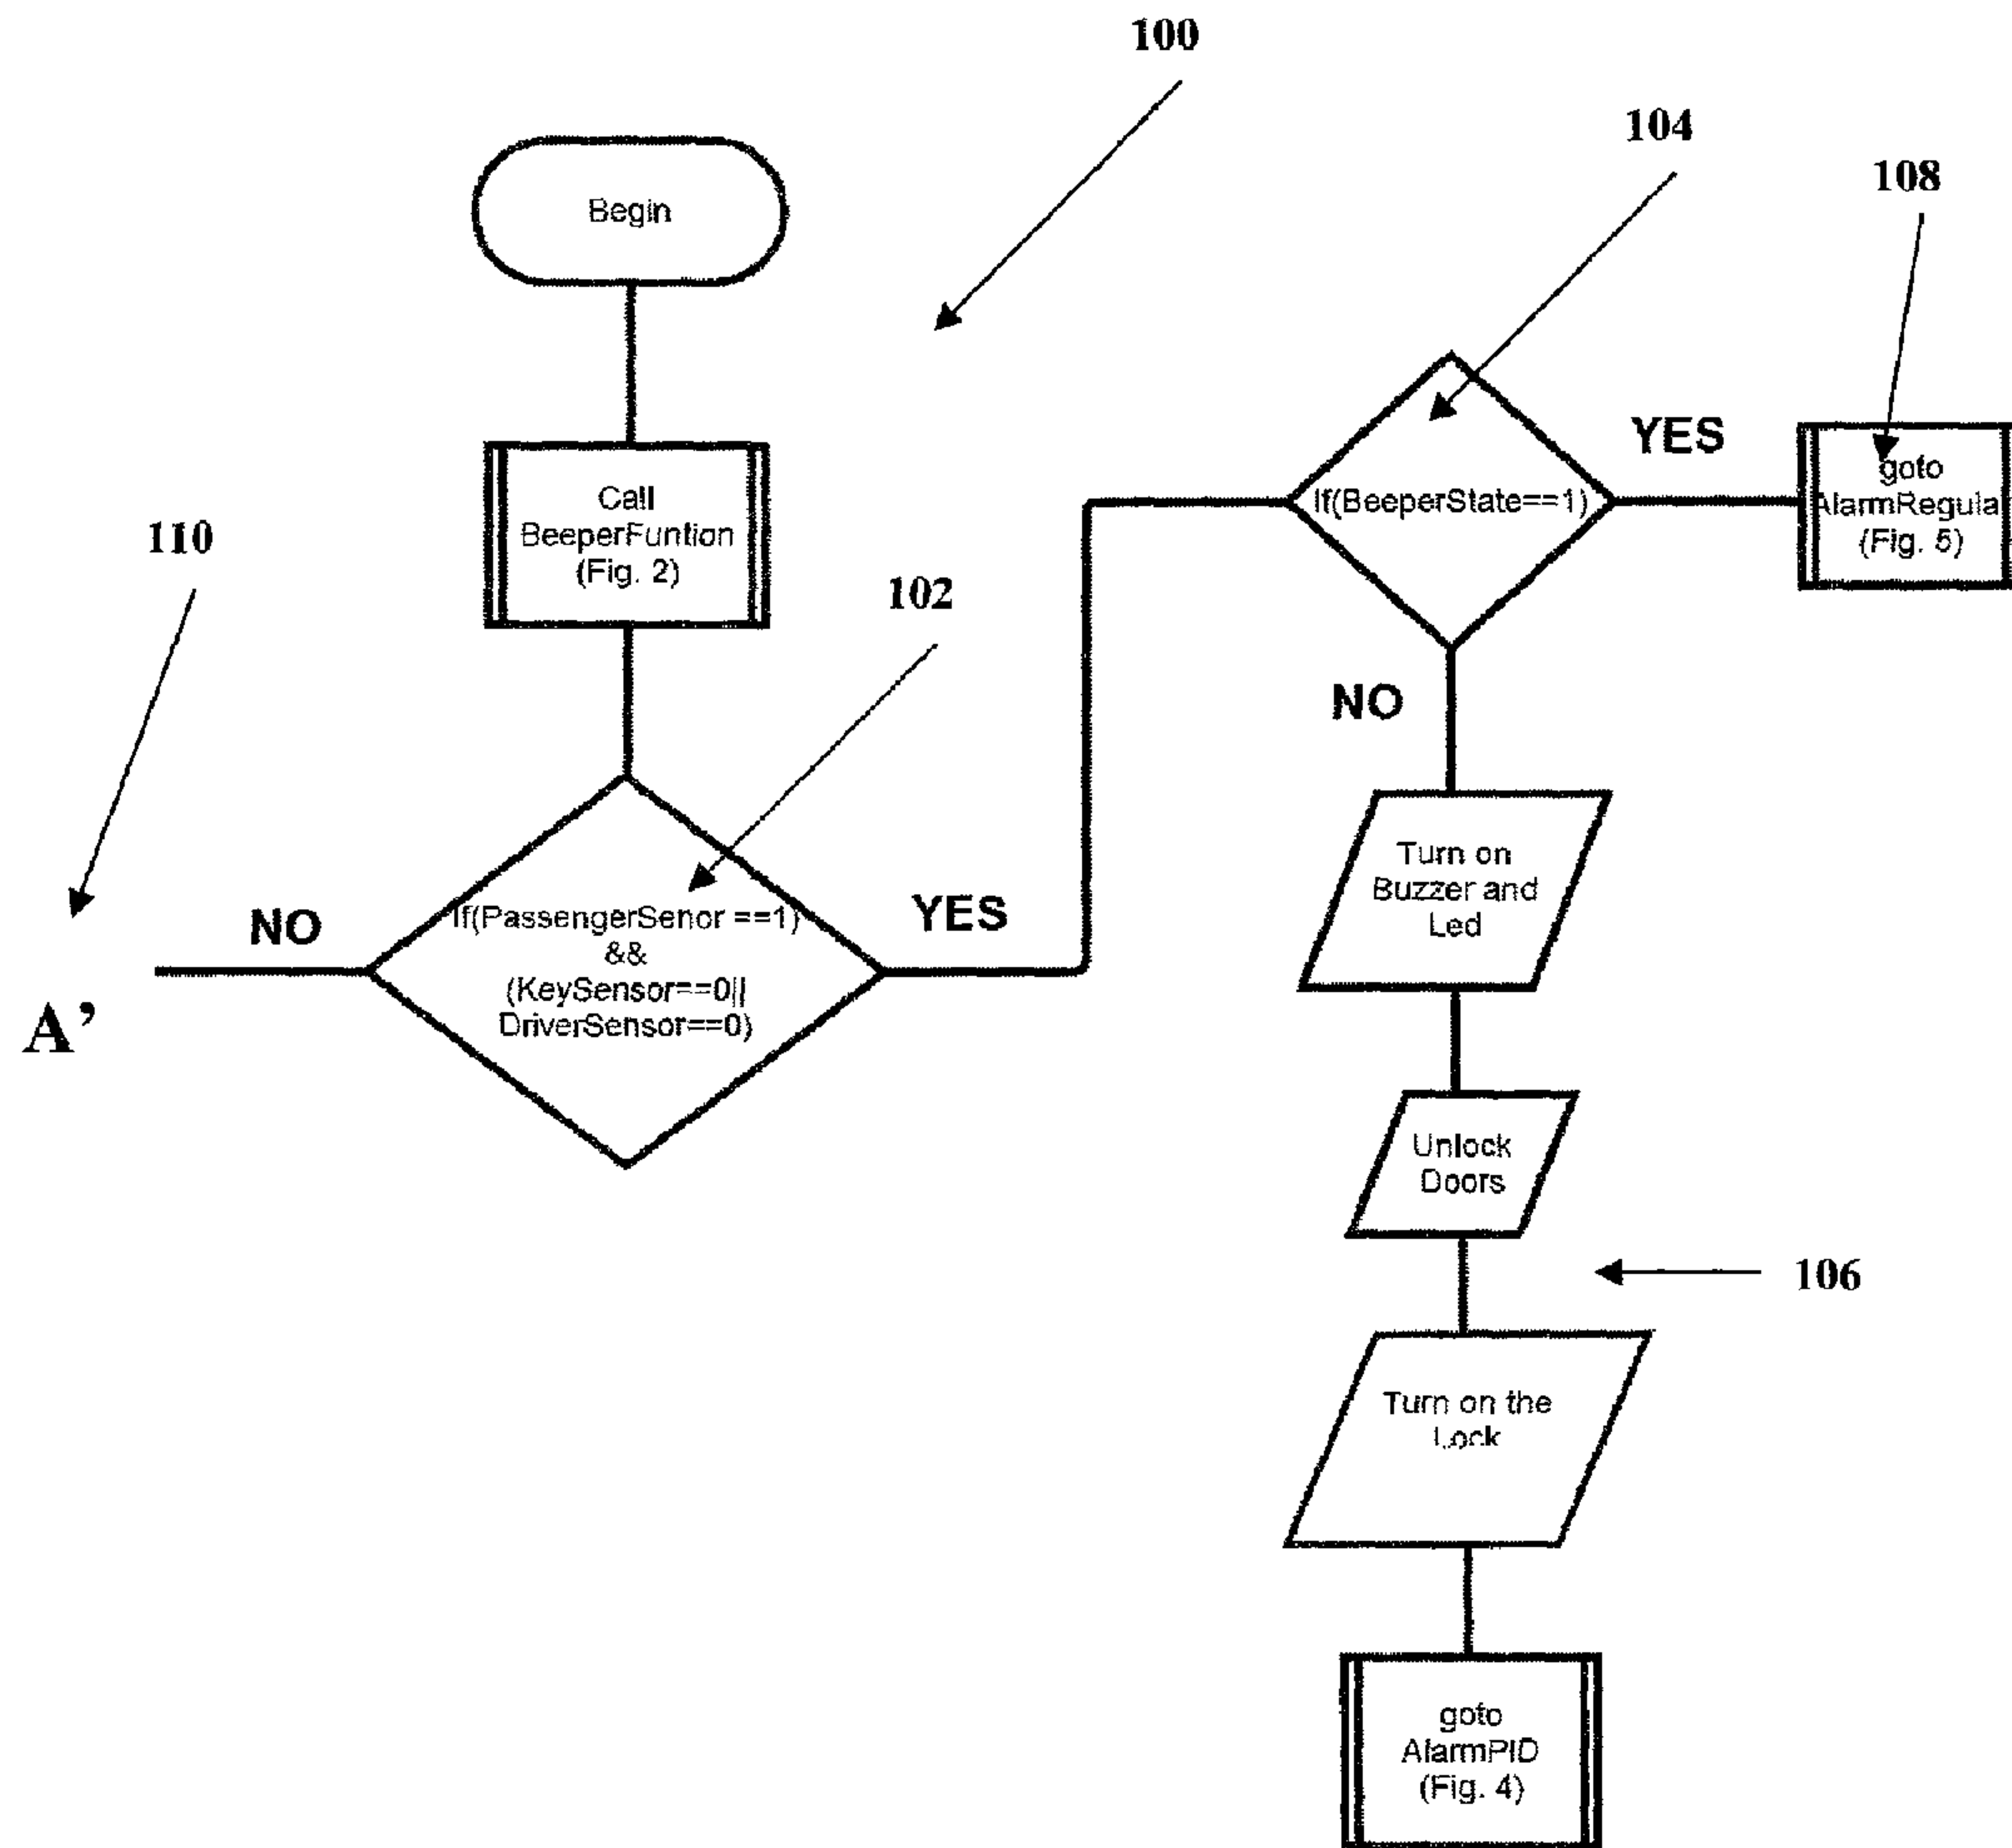 100
Begin
Call
BeeperFuntion
(Fig. 2)
110
102
NO
A’
If(PassengerSenor ==1)
&&
(KeySensor==0||
DriverSensor==0)
YES
104
If(BeeperState==1)
YES
108
goto
AlarmRegular
(Fig. 5)
NO
Turn on
Buzzer and
Led
Unlock
Doors
106
Turn on the
Lock
goto
AlarmPID
(Fig. 4)